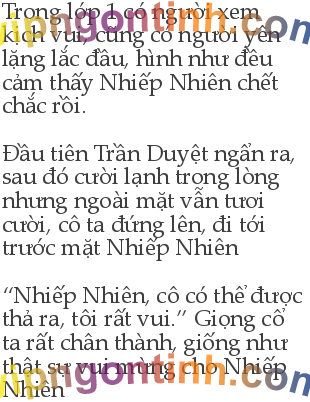 Trong lớp 1 có người xem
kịch vui, cũng có người yên
lặng lắc đầu, hình như đều
cảm thấy Nhiếp Nhiên chết
chắc rồi.
Đầu tiên Trần Duyệt ngẩn ra,
sau đó cười lạnh trong lòng
nhưng ngoài mặt vẫn tươi
cười, cô ta đứng lên, đi tới
trước mặt Nhiếp Nhiên
“Nhiếp Nhiên, cô có thể được
thả ra, tôi rất vui.” Giọng cổ
ta rất chân thành, giống như
thật sự vui mừng cho Nhiếp
Nhiên
vipngontinh.com
vipngontinh.com